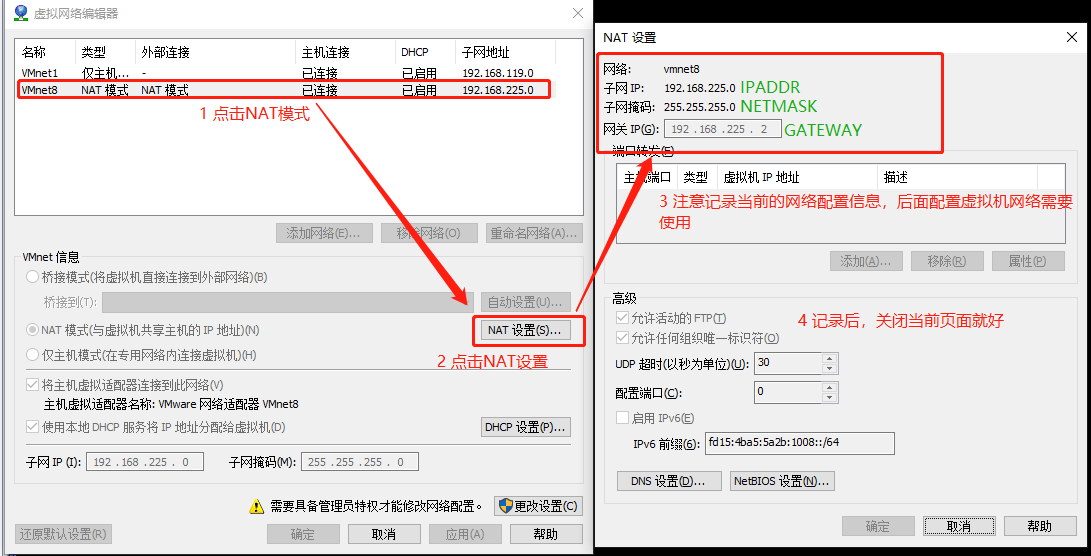 虚拟网络编辑器
名称 类型 外部连接 主机连接 DHCP 子网地址
VMnet1 仅主机... - 已连接 已启用 192.168.119.0
VMnet8 NAT 模式 NAT 模式 已连接 已启用 192.168.225.0
1 点击NAT模式
添加网络(E)... 移除网络(O) 重命名网络(A)...
VMnet 信息
桥接模式(将虚拟机直接连接到外部网络)(B)
桥接到(T): 自动设置(U)...
NAT 模式(与虚拟机共享主机的 IP 地址)(N) NAT 设置(S)...
仅主机模式(在专用网络内连接虚拟机)(H)
2 点击NAT设置
将主机虚拟适配器连接到此网络(V)
主机虚拟适配器名称: VMware 网络适配器 VMnet8
使用本地 DHCP 服务将 IP 地址分配给虚拟机(D) DHCP 设置(P)...
子网 IP (I): 192 .168 .225 . 0 子网掩码(M): 255 .255 .255 . 0
需要具备管理员特权才能修改网络配置。 更改设置(C)
还原默认设置(R) 确定 取消 应用(A) 帮助
NAT 设置
网络: vmnet8
子网 IP: 192.168.225.0 IPADDR
子网掩码: 255.255.255.0 NETMASK
网关 IP(G): 192 .168 .225 . 2 GATEWAY
端口转发(F)
主机端口 类型 虚拟机 IP 地址 描述
3 注意记录当前的网络配置信息，后面配置虚拟机网络需要
使用
添加(A)... 移除(R) 属性(P)
高级
允许活动的 FTP(T)
4 记录后，关闭当前页面就好
允许任何组织唯一标识符(O)
UDP 超时(以秒为单位)(U): 30
配置端口(C): 0
启用 IPv6(E)
IPv6 前缀(6): fd15:4ba5:5a2b:1008::/64
DNS 设置(D)... NetBIOS 设置(N)...
确定 取消 帮助